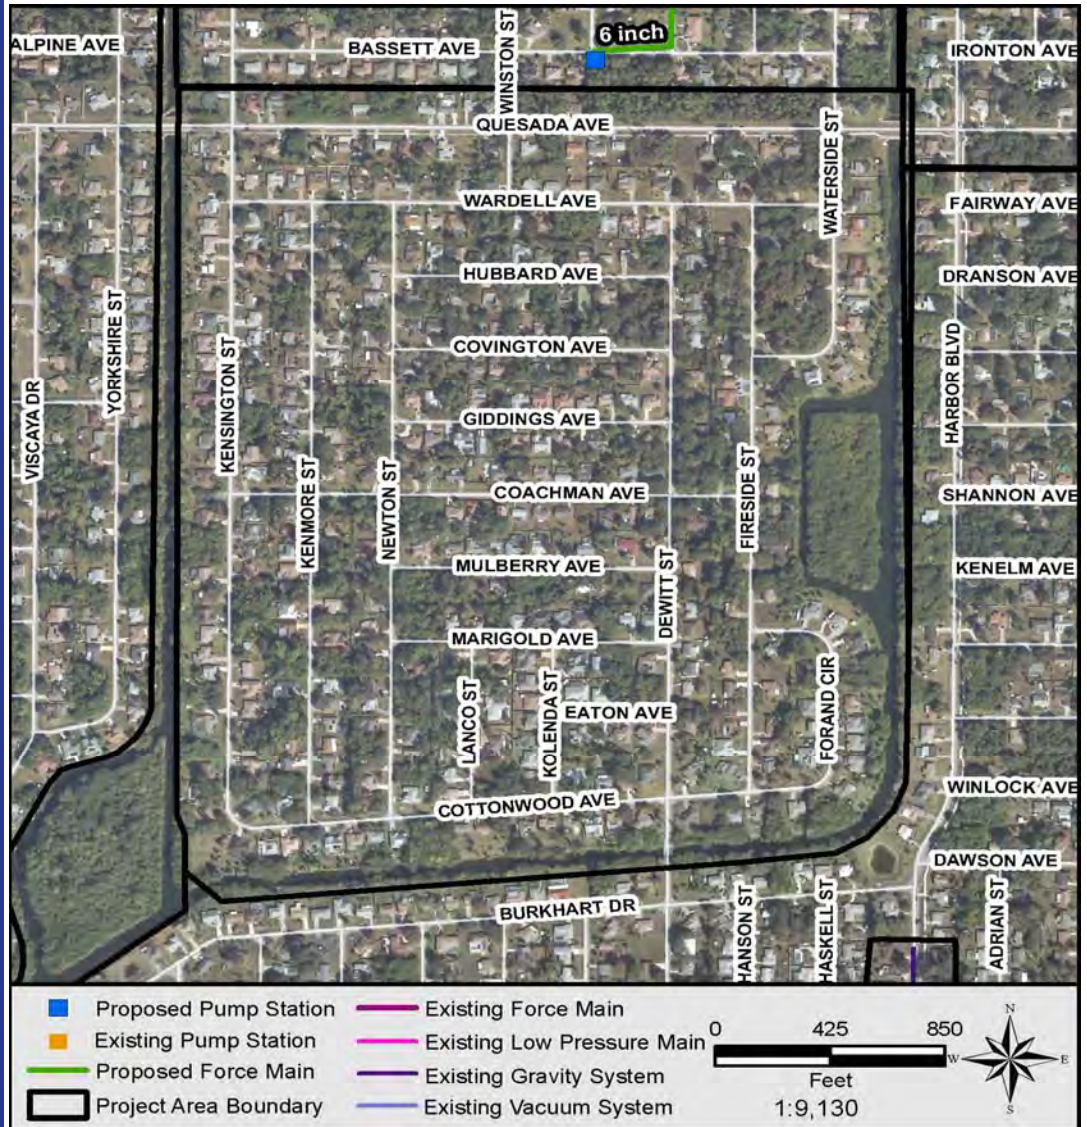 ALPINE AVE
BASSETT AVE
WINSTON ST
6 inch
IRONTON AVE
QUESADA AVE
WATERSIDE ST
WARDELL AVE
FAIRWAY AVE
HUBBARD AVE
DRANSON AVE
YORKSHIRE ST
VISCAYA DR
KENSINGTON ST
COVINGTON AVE
HARBOR BLVD
GIDDINGS AVE
KENMORE ST
NEWTON ST
COACHMAN AVE
FIRESIDE ST
SHANNON AVE
MULBERRY AVE
DEWITT ST
KENELM AVE
MARIGOLD AVE
LANCO ST
KOLENDA ST
EATON AVE
FORAND CIR
COTTONWOOD AVE
WINLOCK AVE
DAWSON AVE
BURKHART DR
HANSON ST
HASKELL ST
ADRIAN ST
Proposed Pump Station
Existing Pump Station
Proposed Force Main
Project Area Boundary
Existing Force Main
Existing Low Pressure Main
Existing Gravity System
Existing Vacuum System
0 425 850
Feet
1:9,130
N
W E
S